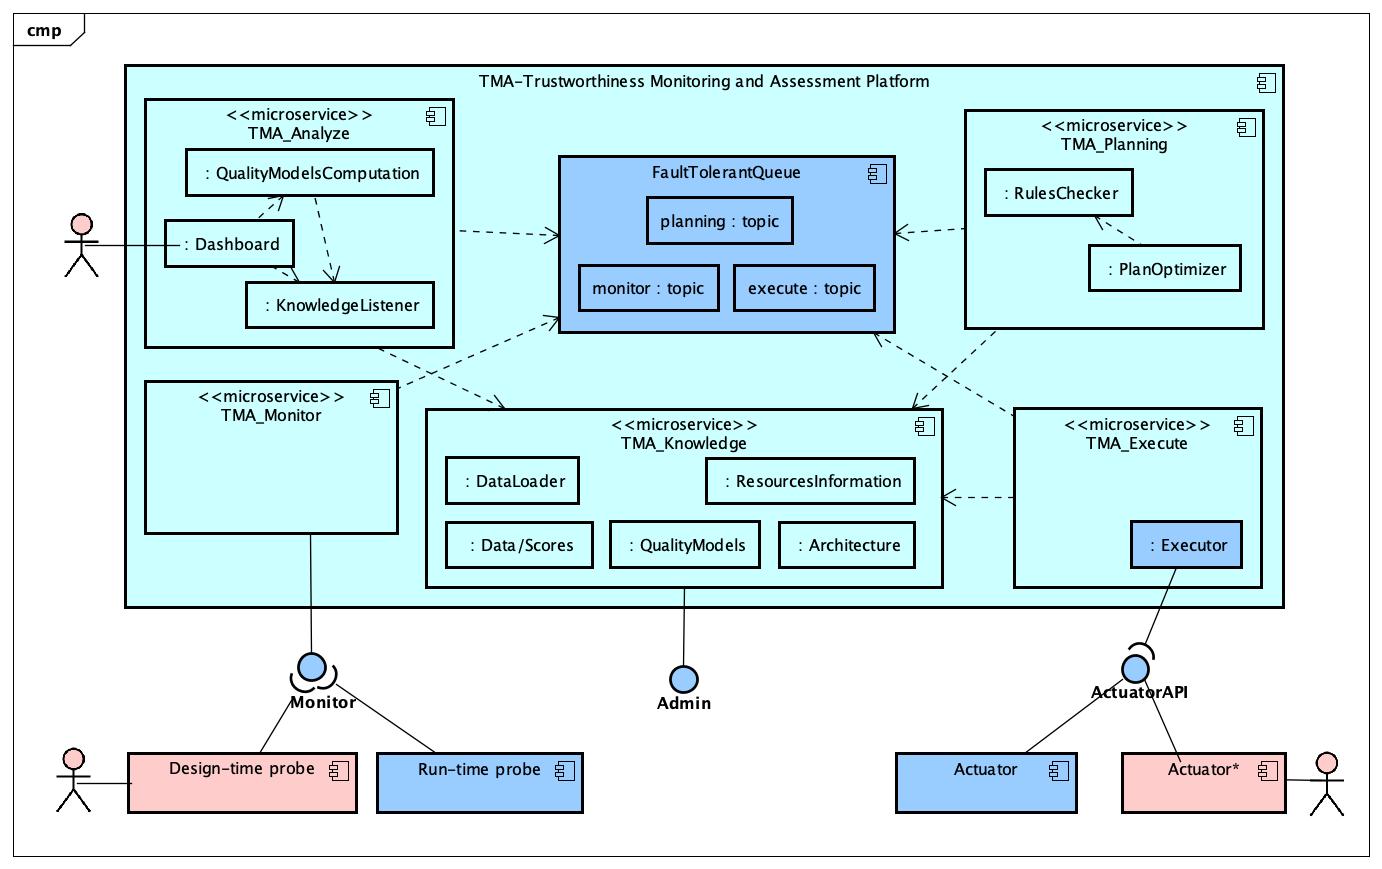 cmp
TMA-Trustworthiness Monitoring and Assessment Platform
<<microservice>>
TMA_Analyze
: QualityModelsComputation
: Dashboard
: KnowledgeListener
FaultTolerantQueue
planning : topic
monitor : topic
execute : topic
<<microservice>>
TMA_Planning
: RulesChecker
: PlanOptimizer
<<microservice>>
TMA_Monitor
<<microservice>>
TMA_Knowledge
: DataLoader
: ResourcesInformation
: Data/Scores
: QualityModels
: Architecture
<<microservice>>
TMA_Execute
: Executor
Monitor
Admin
ActuatorAPI
Design-time probe
Run-time probe
Actuator
Actuator*